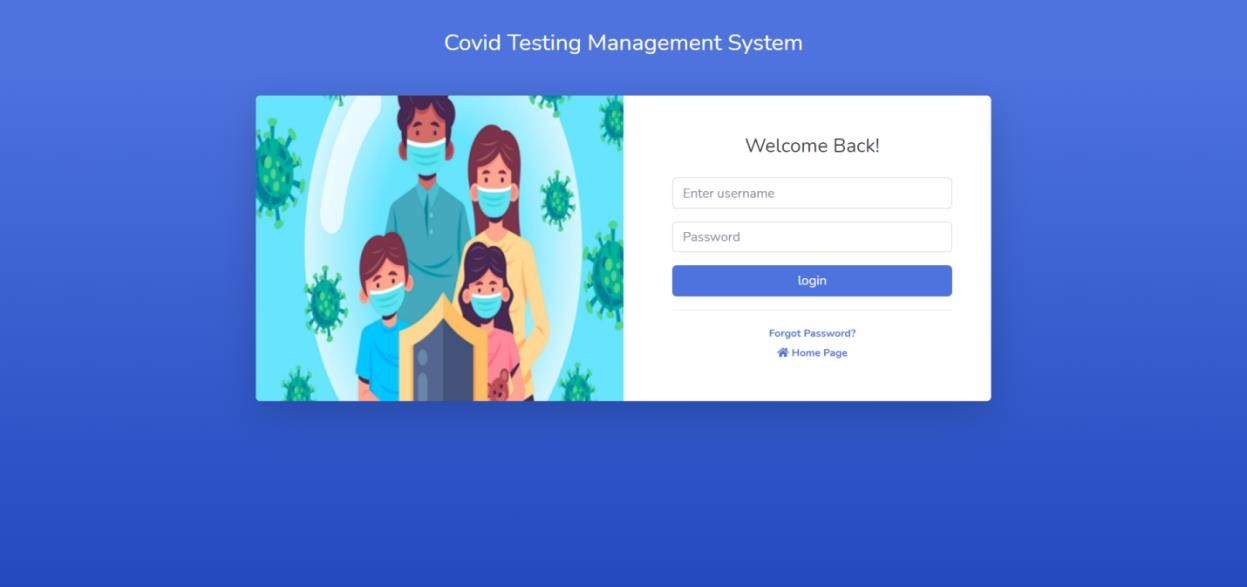 Covid Testing Management System
Welcome Back!
Enter username
Password
login
Forgot Password?
Home Page